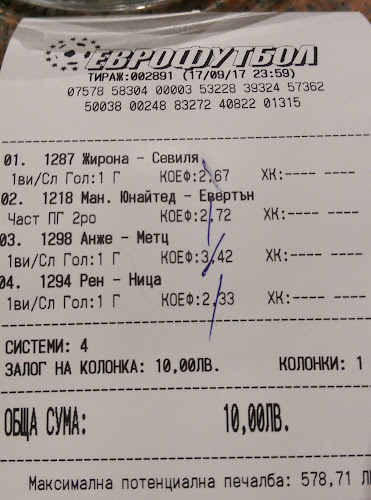 ЕВРОФУТБОЛ
ТИРАЖ:002891 (17/09/17 23:59)
07578 58304 00003 53228 39324 57362
50038 00248 83272 40822 01315
01. 1287 Жирона - Севиля
1ви/Сл Гол:1 Г КОЕФ:2,67 ХК:---- ----
02. 1218 Ман. Юнайтед - Евертън
Част ПГ 2ро КОЕФ:2,72 ХК:---- ----
03. 1298 Анже - Метц
1ви/Сл Гол:1 Г КОЕФ:3,42 ХК:---- ----
04. 1294 Рен - Ница
1ви/Сл Гол:1 Г КОЕФ:2,33 ХК:---- ----
СИСТЕМИ: 4
ЗАЛОГ НА КОЛОНКА: 10,00ЛВ. КОЛОНКИ: 1
ОБЩА СУМА: 10,00ЛВ.
Максимална потенциална печалба: 578,71 Л